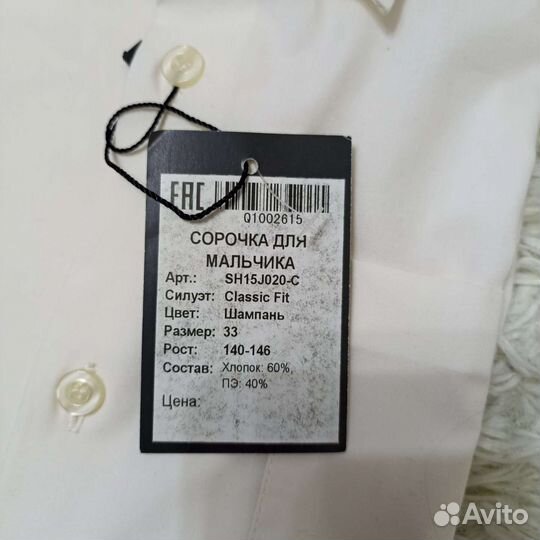 EAC
Q1002615
СОРОЧКА ДЛЯ
МАЛЬЧИКА
Арт.: SH15J020-C
Силуэт: Classic Fit
Цвет: Шампань
Размер: 33
Рост: 140-146
Состав: Хлопок: 60%,
ПЭ: 40%
Цена:
Avito